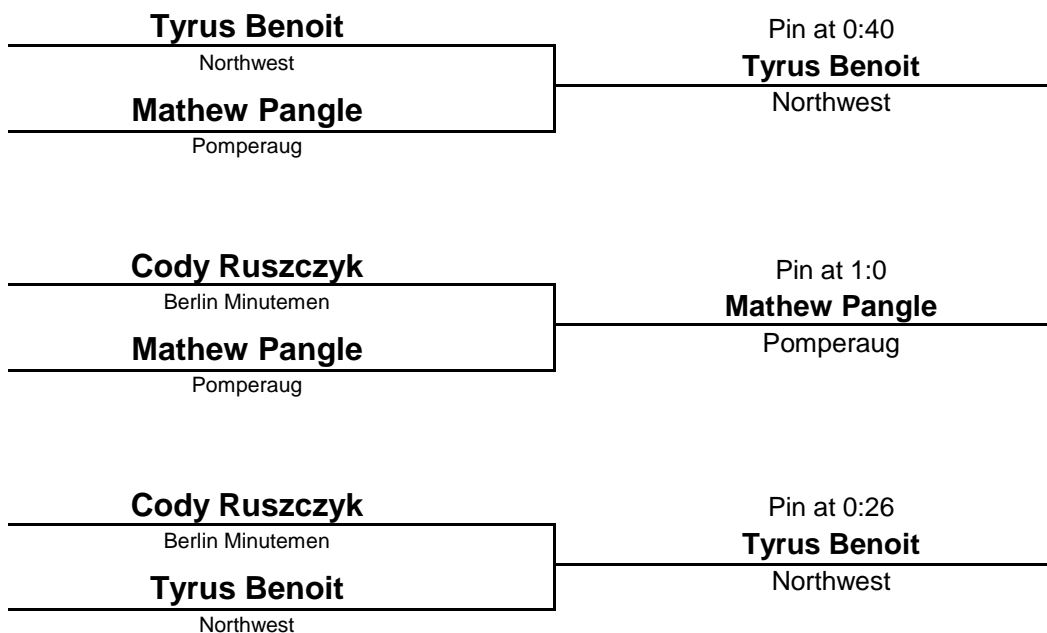 Tyrus Benoit
Northwest
Mathew Pangle
Pomperaug
Pin at 0:40
Tyrus Benoit
Northwest
Cody Ruszczyk
Berlin Minutemen
Mathew Pangle
Pomperaug
Pin at 1:0
Mathew Pangle
Pomperaug
Cody Ruszczyk
Berlin Minutemen
Tyrus Benoit
Northwest
Pin at 0:26
Tyrus Benoit
Northwest